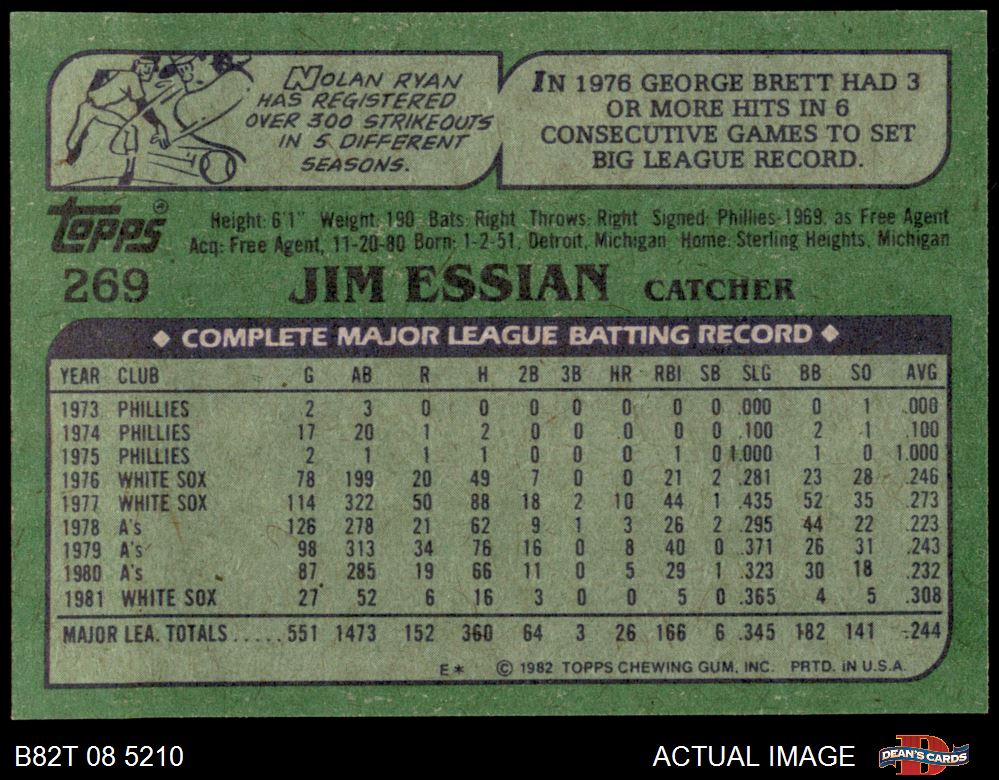 NOLAN RYAN
HAS REGISTERED
OVER 300 STRIKEOUTS
IN 5 DIFFERENT
SEASONS.
IN 1976 GEORGE BRETT HAD 3
OR MORE HITS IN 6
CONSECUTIVE GAMES TO SET
BIG LEAGUE RECORD.
topps®
Height: 6'1" Weight: 190 Bats: Right Throws: Right Signed: Phillies-1969, as Free Agent
Acq: Free Agent, 11-20-80 Born: 1-2-51, Detroit, Michigan Home: Sterling Heights, Michigan
269 JIM ESSIAN CATCHER
◆ COMPLETE MAJOR LEAGUE BATTING RECORD ◆
YEAR CLUB G AB R H 2B 3B HR RBI SB SLG BB SO AVG
1973 PHILLIES 2 3 0 0 0 0 0 0 0 .000 0 1 .000
1974 PHILLIES 17 20 1 2 0 0 0 0 0 .100 2 1 .100
1975 PHILLIES 2 1 1 1 0 0 0 1 0 1.000 1 0 1.000
1976 WHITE SOX 78 199 20 49 7 0 0 21 2 .281 23 28 .246
1977 WHITE SOX 114 322 50 88 18 2 10 44 1 .435 52 35 .273
1978 A's 126 278 21 62 9 1 3 26 2 .295 44 22 .223
1979 A's 98 313 34 76 16 0 8 40 0 .371 26 31 .243
1980 A's 87 285 19 66 11 0 5 29 1 .323 30 18 .232
1981 WHITE SOX 27 52 6 16 3 0 0 5 0 .365 4 5 .308
MAJOR LEA. TOTALS.....551 1473 152 360 64 3 26 166 6 .345 182 141 .244
E* © 1982 TOPPS CHEWING GUM, INC. PRTD. IN U.S.A.
B82T 08 5210 ACTUAL IMAGE DEAN'S CARDS